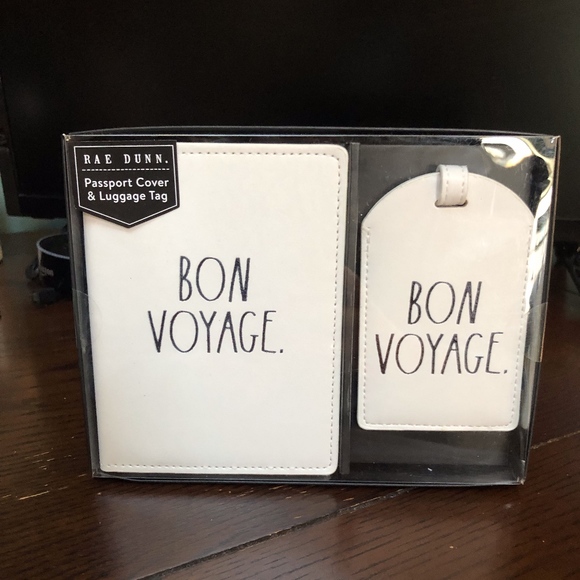 RAE DUNN.
Passport Cover
& Luggage Tag
BON
VOYAGE.
BON
VOYAGE.